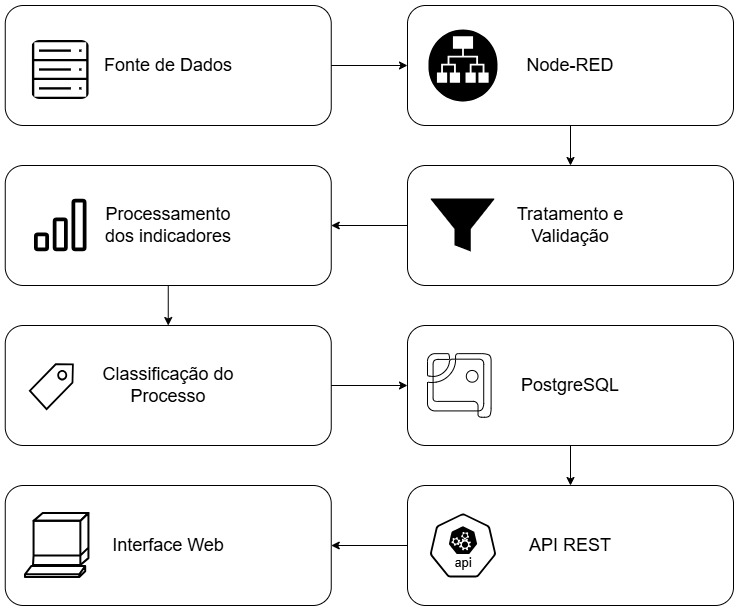 Fonte de Dados
Node-RED
Processamento
dos indicadores
Tratamento e
Validação
Classificação do
Processo
PostgreSQL
Interface Web
API REST
api